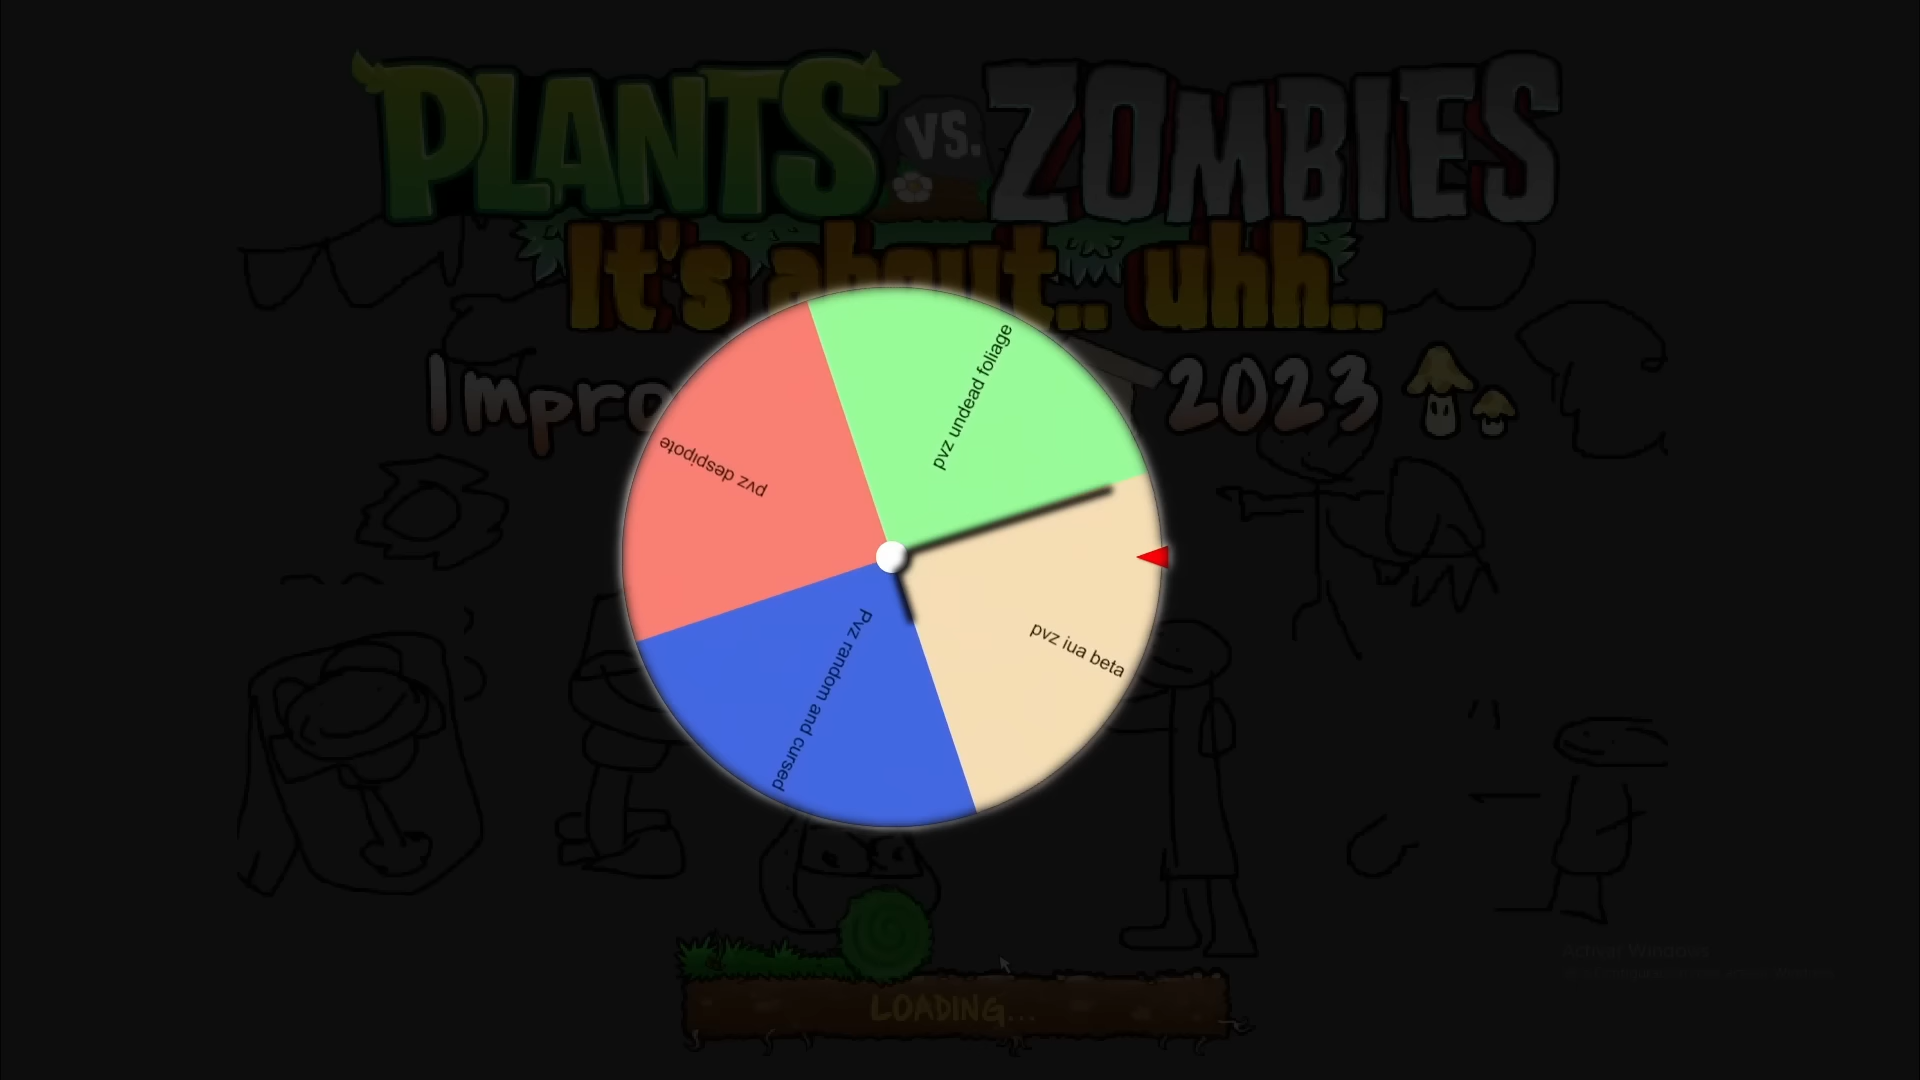 PLANTS VS. ZOMBIES
It's about.. uhh..
Impro
2023
pvz undead foliage
pvz despipote
pvz iua beta
pvz random and cursed
LOADING...